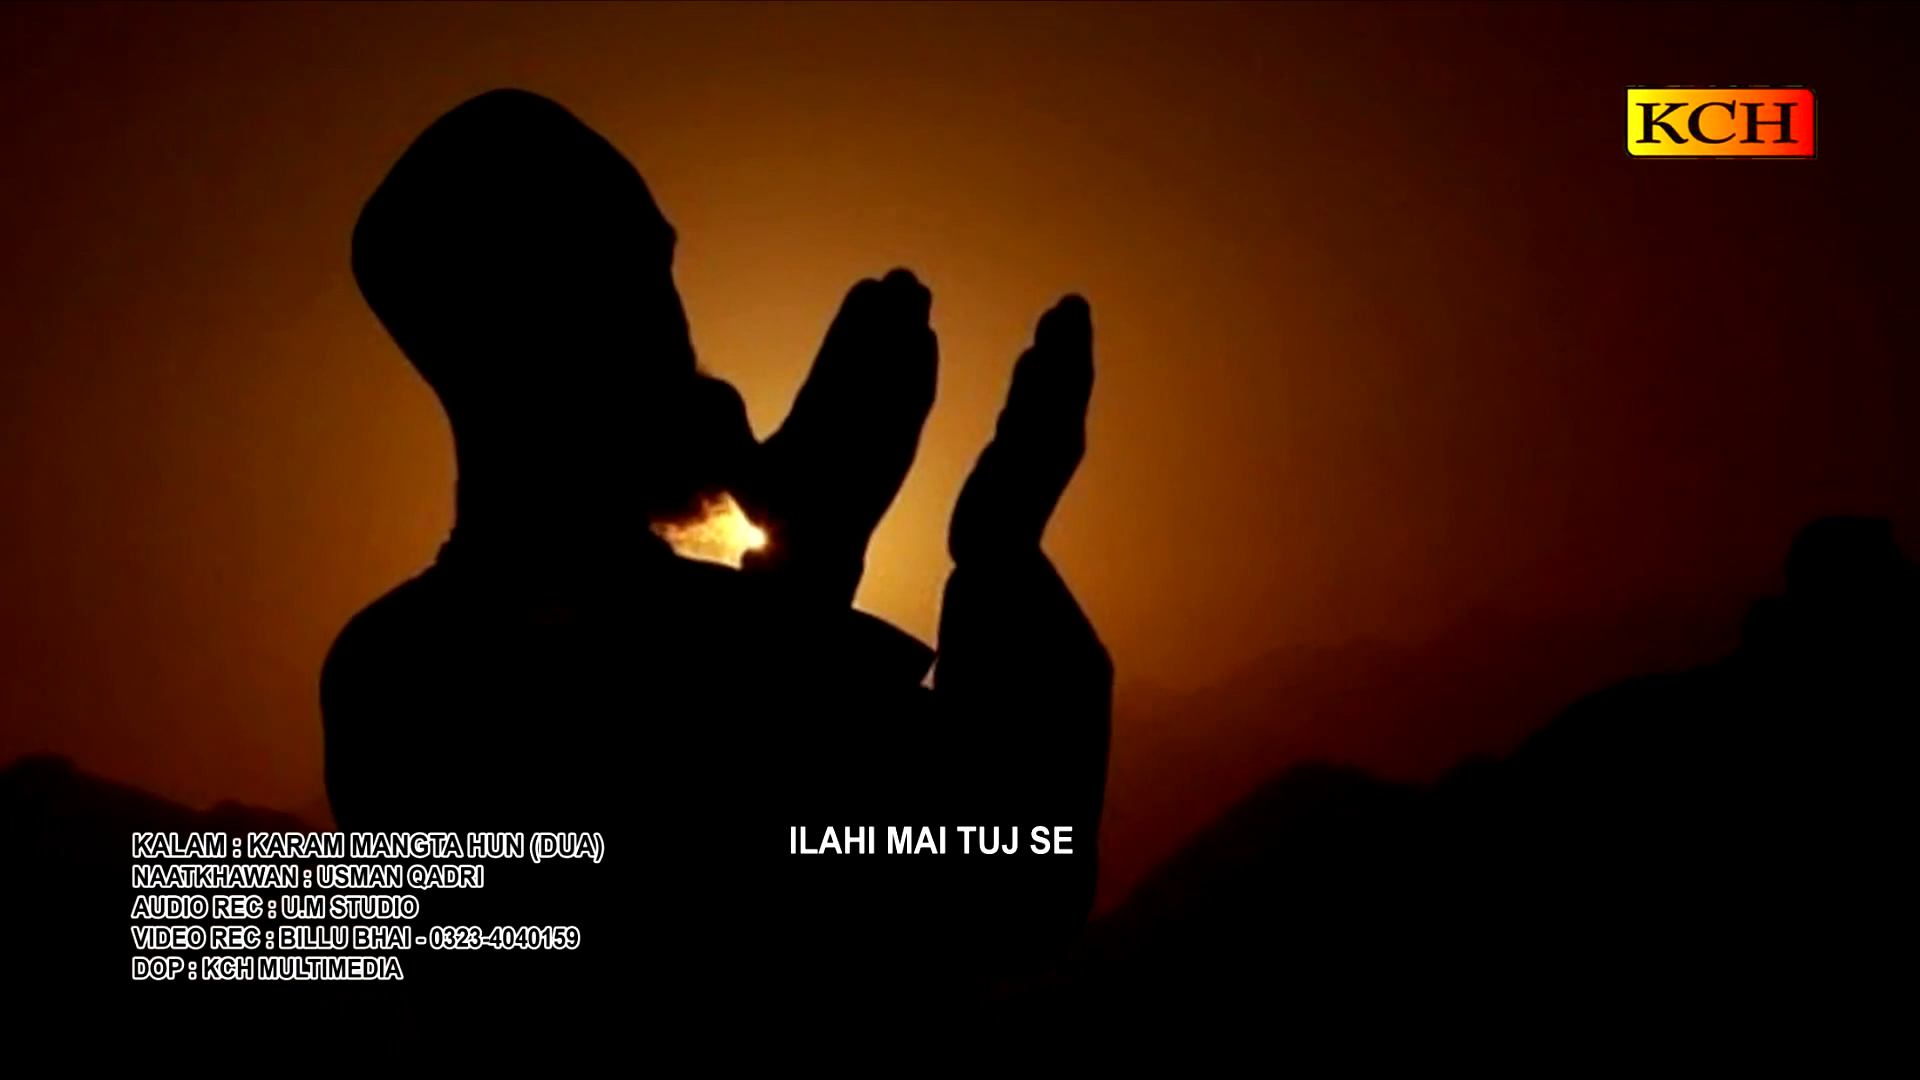 KCH
KALAM : KARAM MANGTA HUN (DUA)
NAATKHAWAN : USMAN QADRI
AUDIO REC : U.M STUDIO
VIDEO REC : BILLU BHAI - 0323-4040159
DOP : KCH MULTIMEDIA
ILAHI MAI TUJ SE